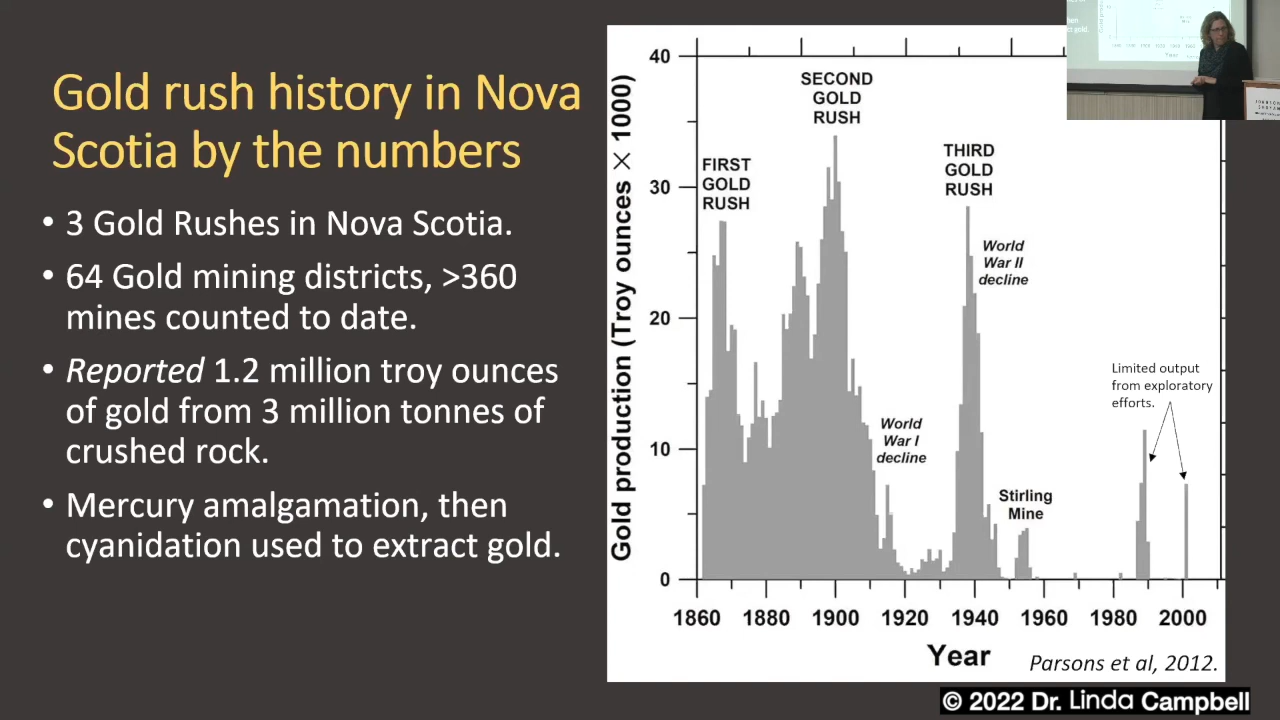 Gold rush history in Nova
Scotia by the numbers
• 3 Gold Rushes in Nova Scotia.
• 64 Gold mining districts, >360
mines counted to date.
• Reported 1.2 million troy ounces
of gold from 3 million tonnes of
crushed rock.
• Mercury amalgamation, then
cyanidation used to extract gold.
Gold production (Troy ounces × 1000)
40
30
20
10
0
FIRST
GOLD
RUSH
SECOND
GOLD
RUSH
THIRD
GOLD
RUSH
World
War II
decline
World
War I
decline
Stirling
Mine
Limited output
from exploratory
efforts.
1860 1880 1900 1920 1940 1960 1980 2000
Year
Parsons et al, 2012.
© 2022 Dr. Linda Campbell